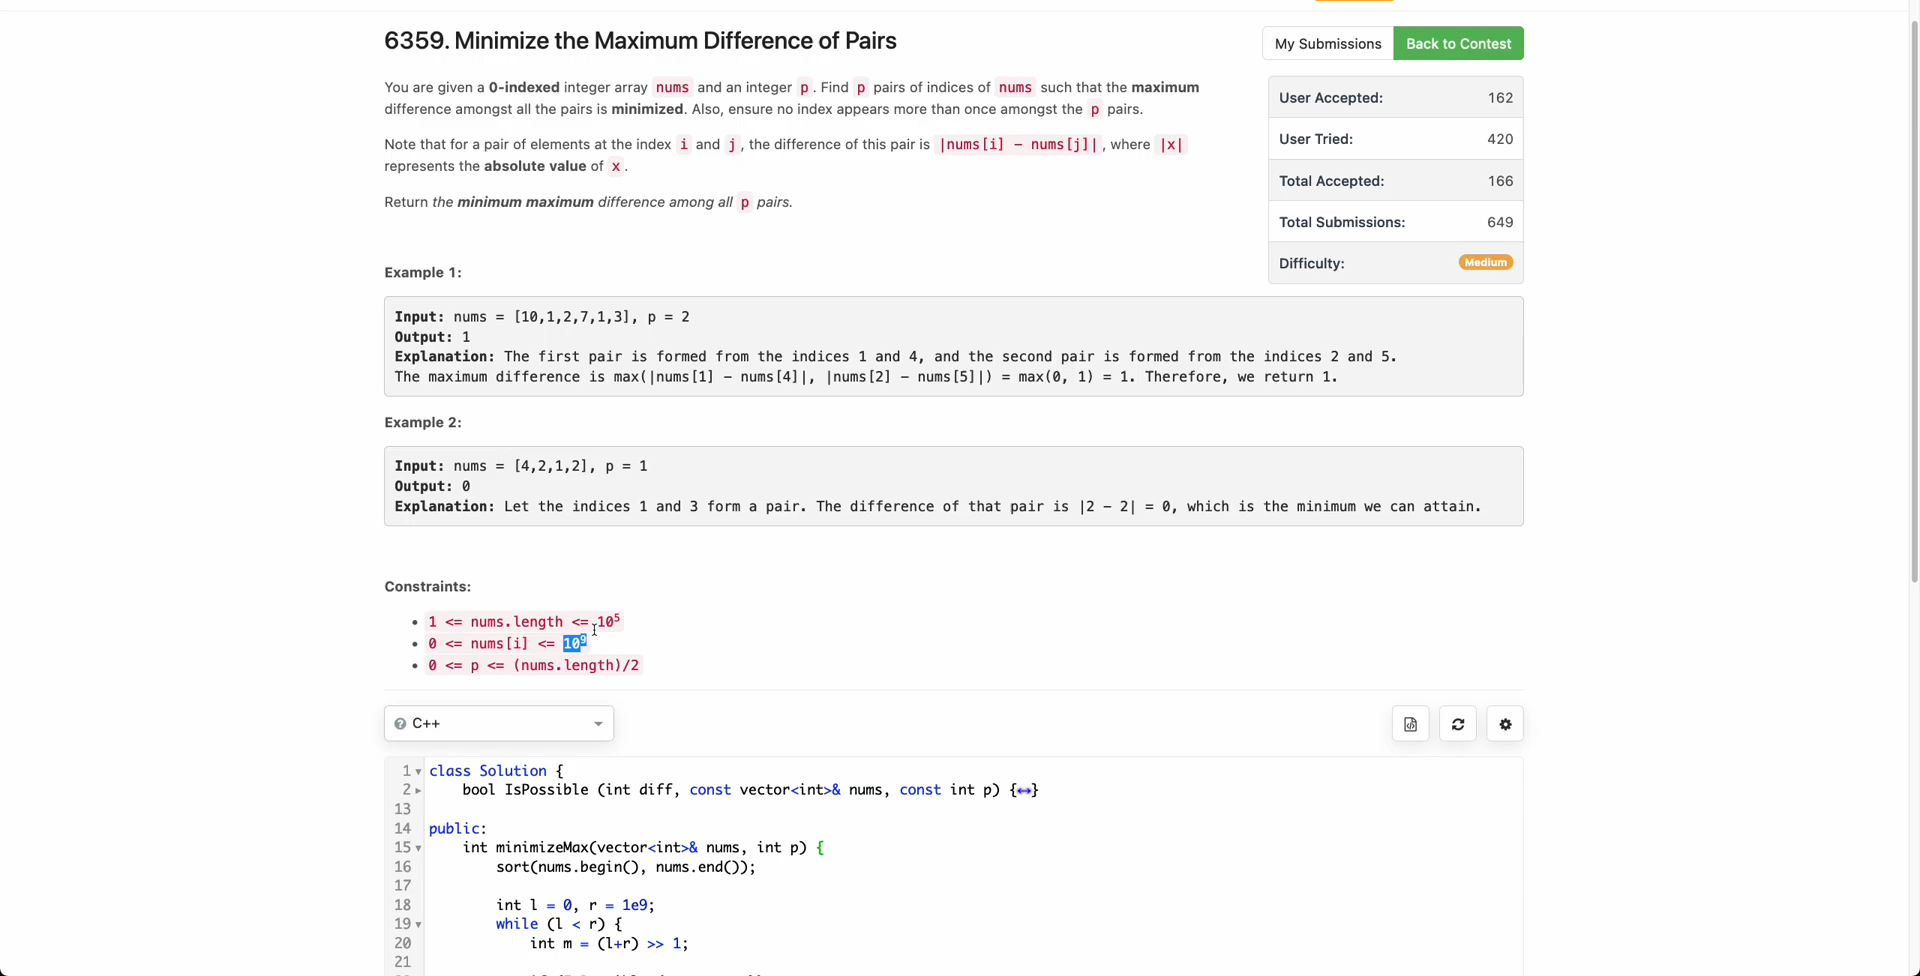 6359. Minimize the Maximum Difference of Pairs
My Submissions
Back to Contest
You are given a 0-indexed integer array nums and an integer p. Find p pairs of indices of nums such that the maximum
difference amongst all the pairs is minimized. Also, ensure no index appears more than once amongst the p pairs.
Note that for a pair of elements at the index i and j, the difference of this pair is |nums[i] - nums[j]|, where |x|
represents the absolute value of x.
Return the minimum maximum difference among all p pairs.
User Accepted: 162
User Tried: 420
Total Accepted: 166
Total Submissions: 649
Difficulty: Medium
Example 1:
Input: nums = [10,1,2,7,1,3], p = 2
Output: 1
Explanation: The first pair is formed from the indices 1 and 4, and the second pair is formed from the indices 2 and 5.
The maximum difference is max(|nums[1] - nums[4]|, |nums[2] - nums[5]|) = max(0, 1) = 1. Therefore, we return 1.
Example 2:
Input: nums = [4,2,1,2], p = 1
Output: 0
Explanation: Let the indices 1 and 3 form a pair. The difference of that pair is |2 - 2| = 0, which is the minimum we can attain.
Constraints:
• 1 <= nums.length <= 10⁵
• 0 <= nums[i] <= 10⁹
• 0 <= p <= (nums.length)/2
C++
1 class Solution {
2 bool IsPossible (int diff, const vector<int>& nums, const int p) {↔}
13
14 public:
15 int minimizeMax(vector<int>& nums, int p) {
16 sort(nums.begin(), nums.end());
17
18 int l = 0, r = 1e9;
19 while (l < r) {
20 int m = (l+r) >> 1;
21